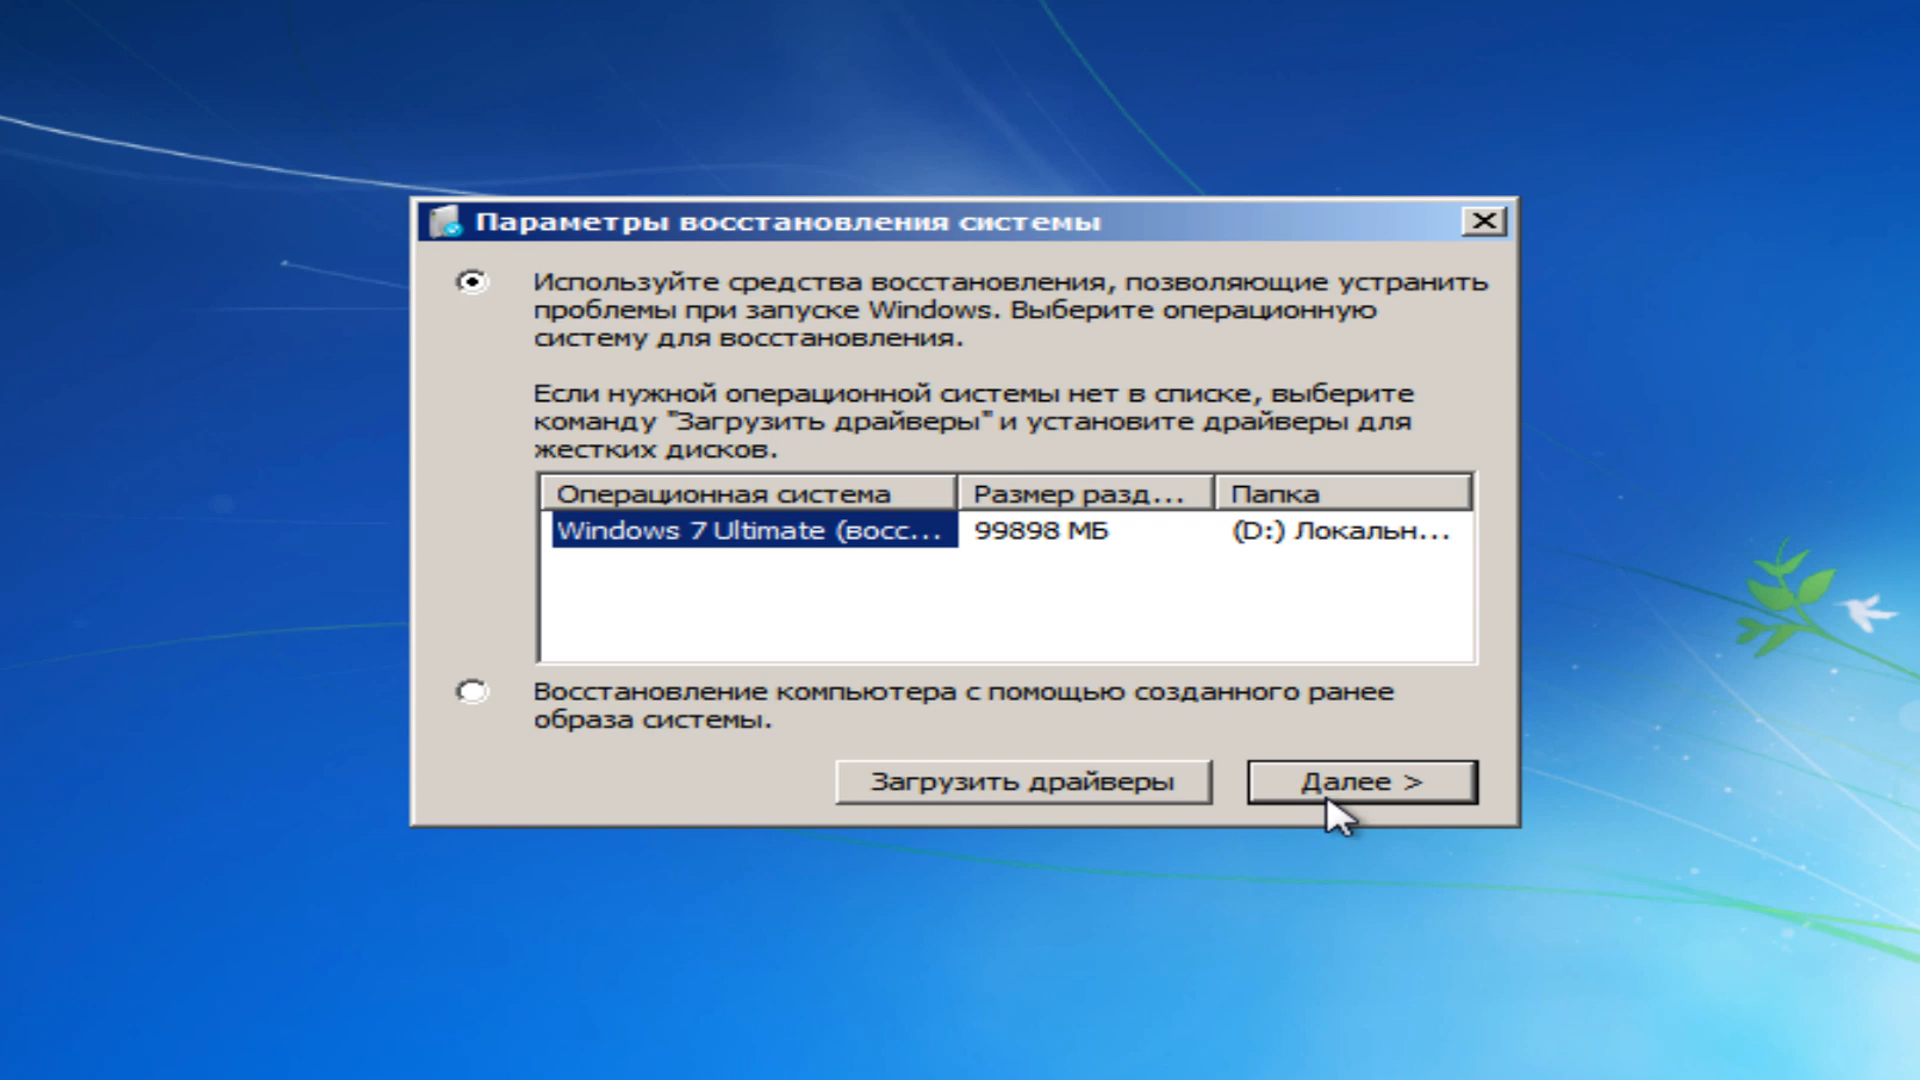 Параметры восстановления системы
Используйте средства восстановления, позволяющие устранить
проблемы при запуске Windows. Выберите операционную
систему для восстановления.
Если нужной операционной системы нет в списке, выберите
команду "Загрузить драйверы" и установите драйверы для
жестких дисков.
Операционная система Размер разд... Папка
Windows 7 Ultimate (восс... 99898 МБ (D:) Локальн...
Восстановление компьютера с помощью созданного ранее
образа системы.
Загрузить драйверы Далее >